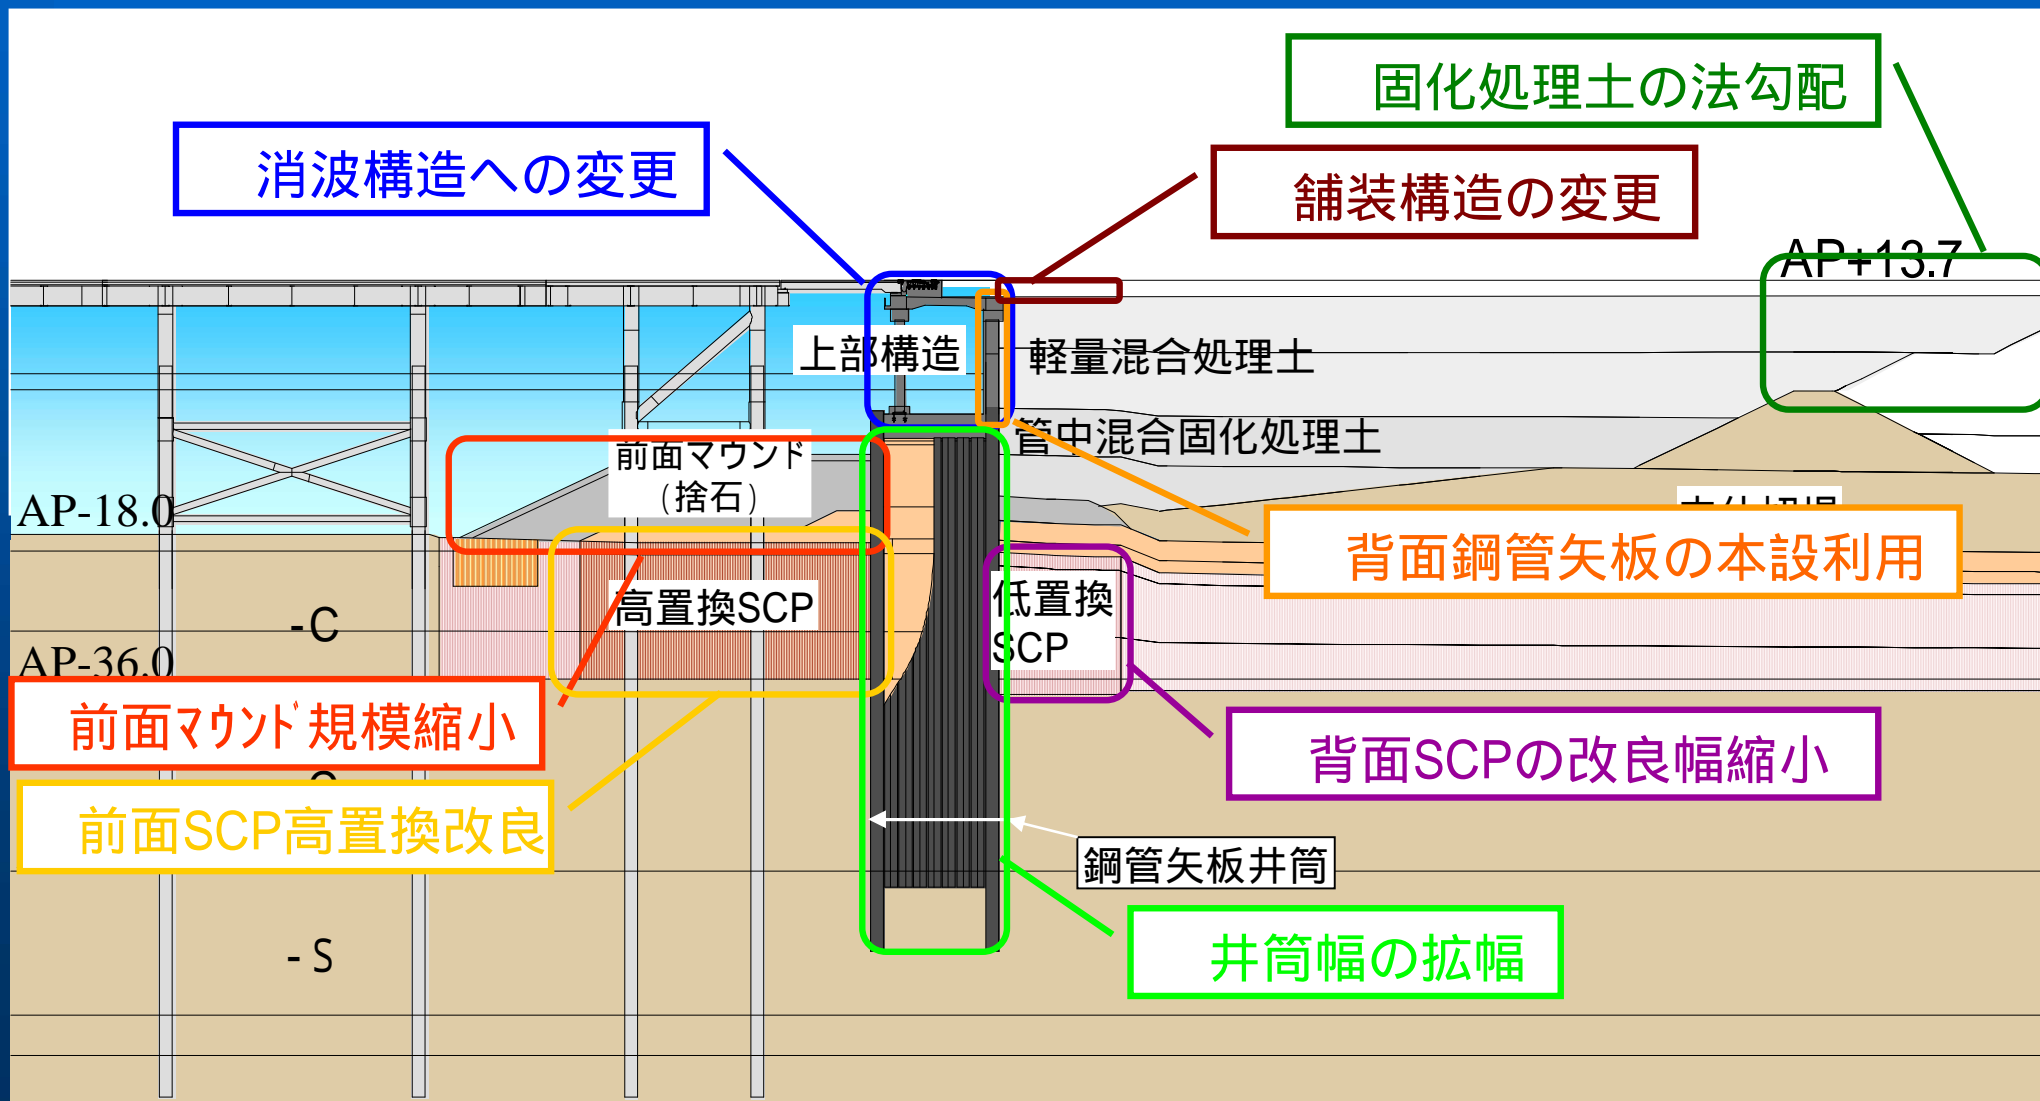 固化処理土の法勾配
消波構造への変更
舗装構造の変更
AP+13.7
上部構造
軽量混合処理土
管中混合固化処理土
前面マウンド
（捨石）
AP-18.0
背面鋼管矢板の本設利用
高置換SCP
低置換
SCP
-C
AP-36.0
前面ﾏｳﾝﾄﾞ規模縮小
背面SCPの改良幅縮小
前面SCP高置換改良
鋼管矢板井筒
井筒幅の拡幅
-S